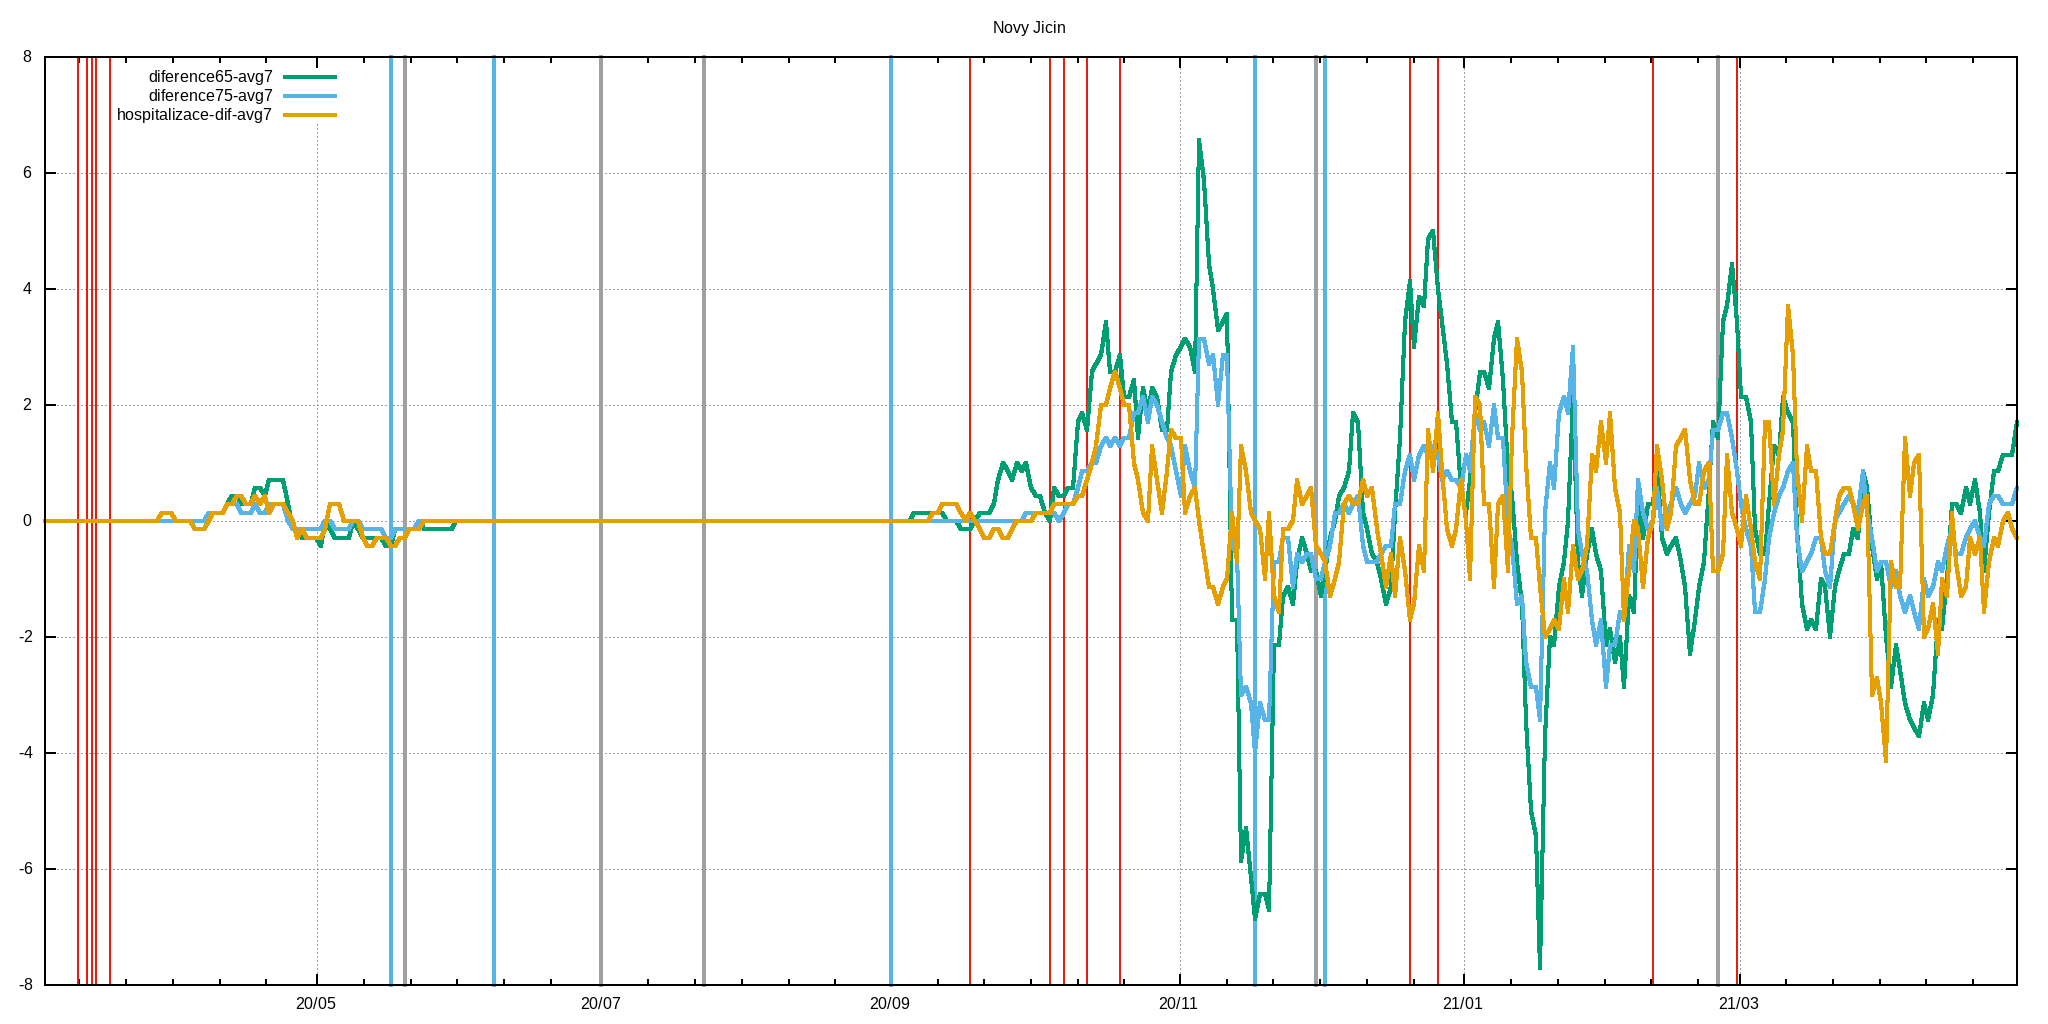 Novy Jicin
diference65-avg7
diference75-avg7
hospitalizace-dif-avg7
8
6
4
2
0
-2
-4
-6
-8
20/05 20/07 20/09 20/11 21/01 21/03